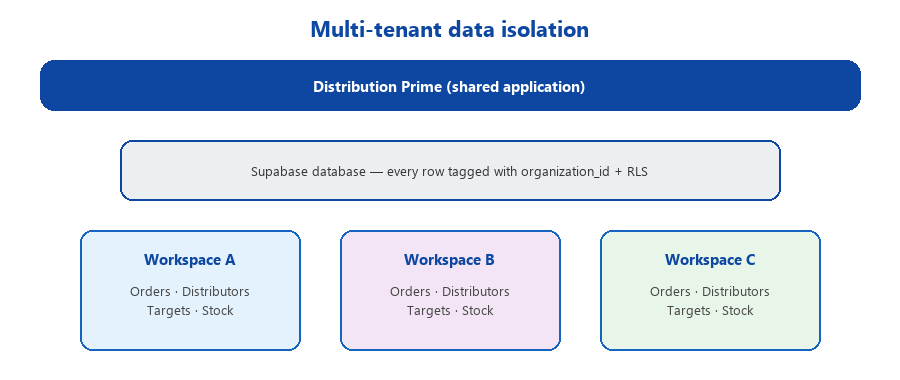 Multi-tenant data isolation
Distribution Prime (shared application)
Supabase database — every row tagged with organization_id + RLS
Workspace A
Orders · Distributors
Targets · Stock
Workspace B
Orders · Distributors
Targets · Stock
Workspace C
Orders · Distributors
Targets · Stock